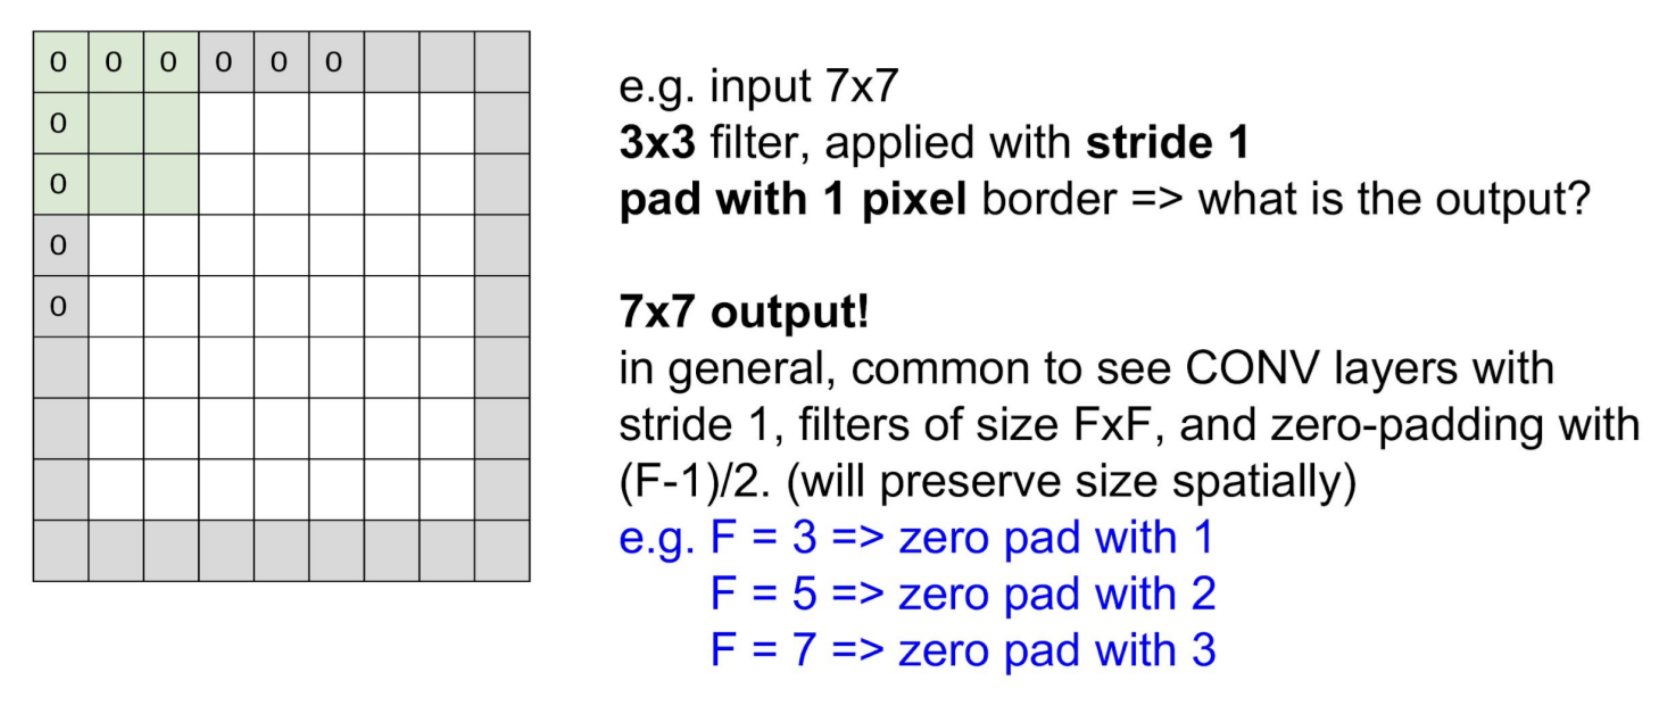 0 0 0 0 0 0
0
0
0
0
e.g. input 7x7
3x3 filter, applied with stride 1
pad with 1 pixel border => what is the output?
7x7 output!
in general, common to see CONV layers with
stride 1, filters of size FxF, and zero-padding with
(F-1)/2. (will preserve size spatially)
e.g. F = 3 => zero pad with 1
F = 5 => zero pad with 2
F = 7 => zero pad with 3